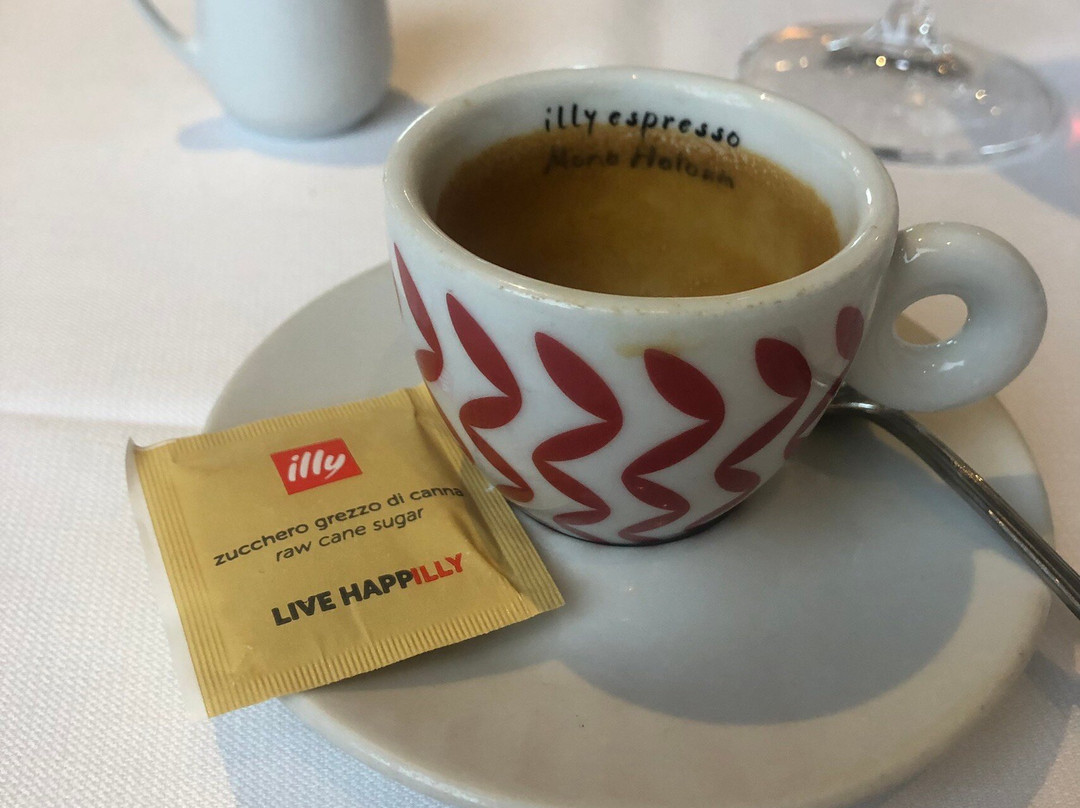 illy espresso
illy
zucchero grezzo di canna
raw cane sugar
LIVE HAPPILLY